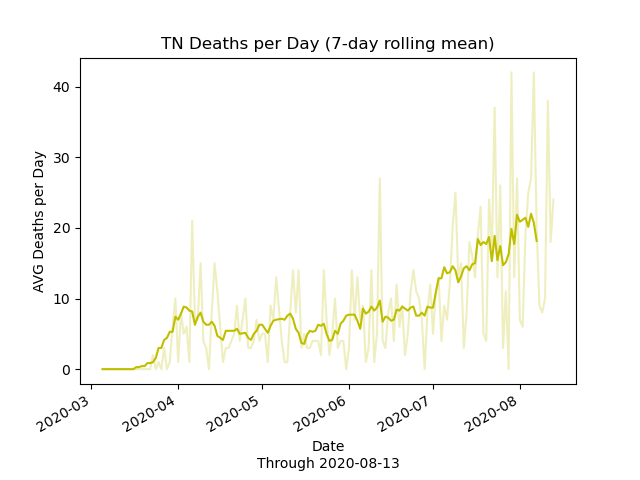 TN Deaths per Day (7-day rolling mean)
AVG Deaths per Day
40
30
20
10
0
2020-03
2020-04
2020-05
2020-06
2020-07
2020-08
Date
Through 2020-08-13